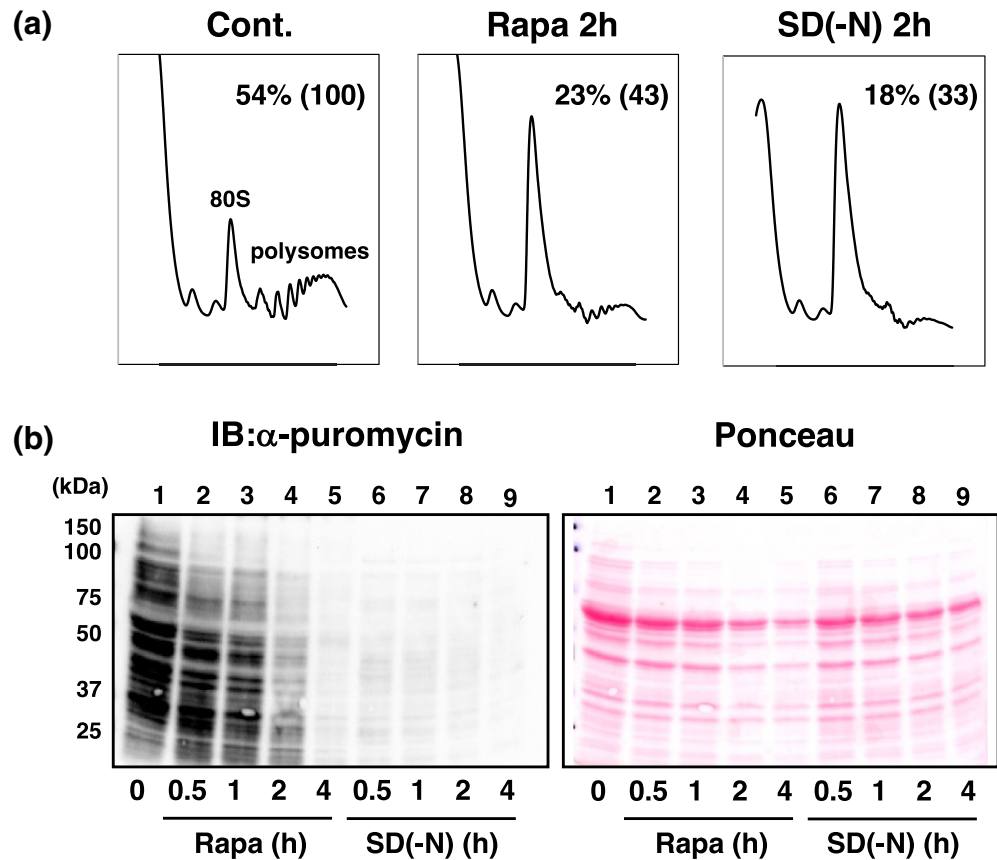 (a)
Cont. Rapa 2h SD(-N) 2h
54% (100) 23% (43) 18% (33)
80S
polysomes
(b)
IB:α-puromycin Ponceau
(kDa) 1 2 3 4 5 6 7 8 9 1 2 3 4 5 6 7 8 9
150
100
75
50
37
25
0 0.5 1 2 4 0.5 1 2 4 0 0.5 1 2 4 0.5 1 2 4
Rapa (h) SD(-N) (h) Rapa (h) SD(-N) (h)